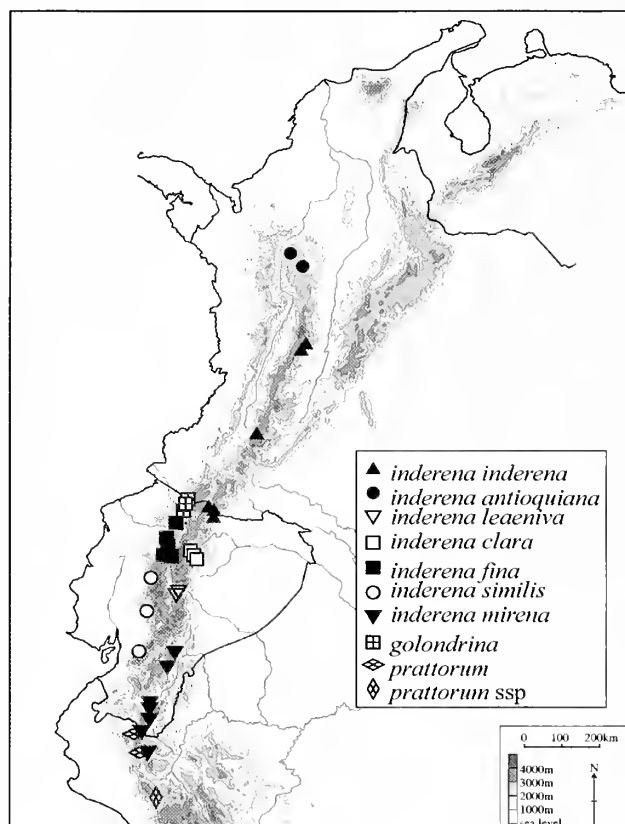 inderena inderena
inderena antioquiana
inderena leaeniva
inderena clara
inderena fina
inderena similis
inderena mirena
golondrina
prattorum
prattorum ssp
0 100 200km
4000m
3000m
2000m
1000m
sea level
N